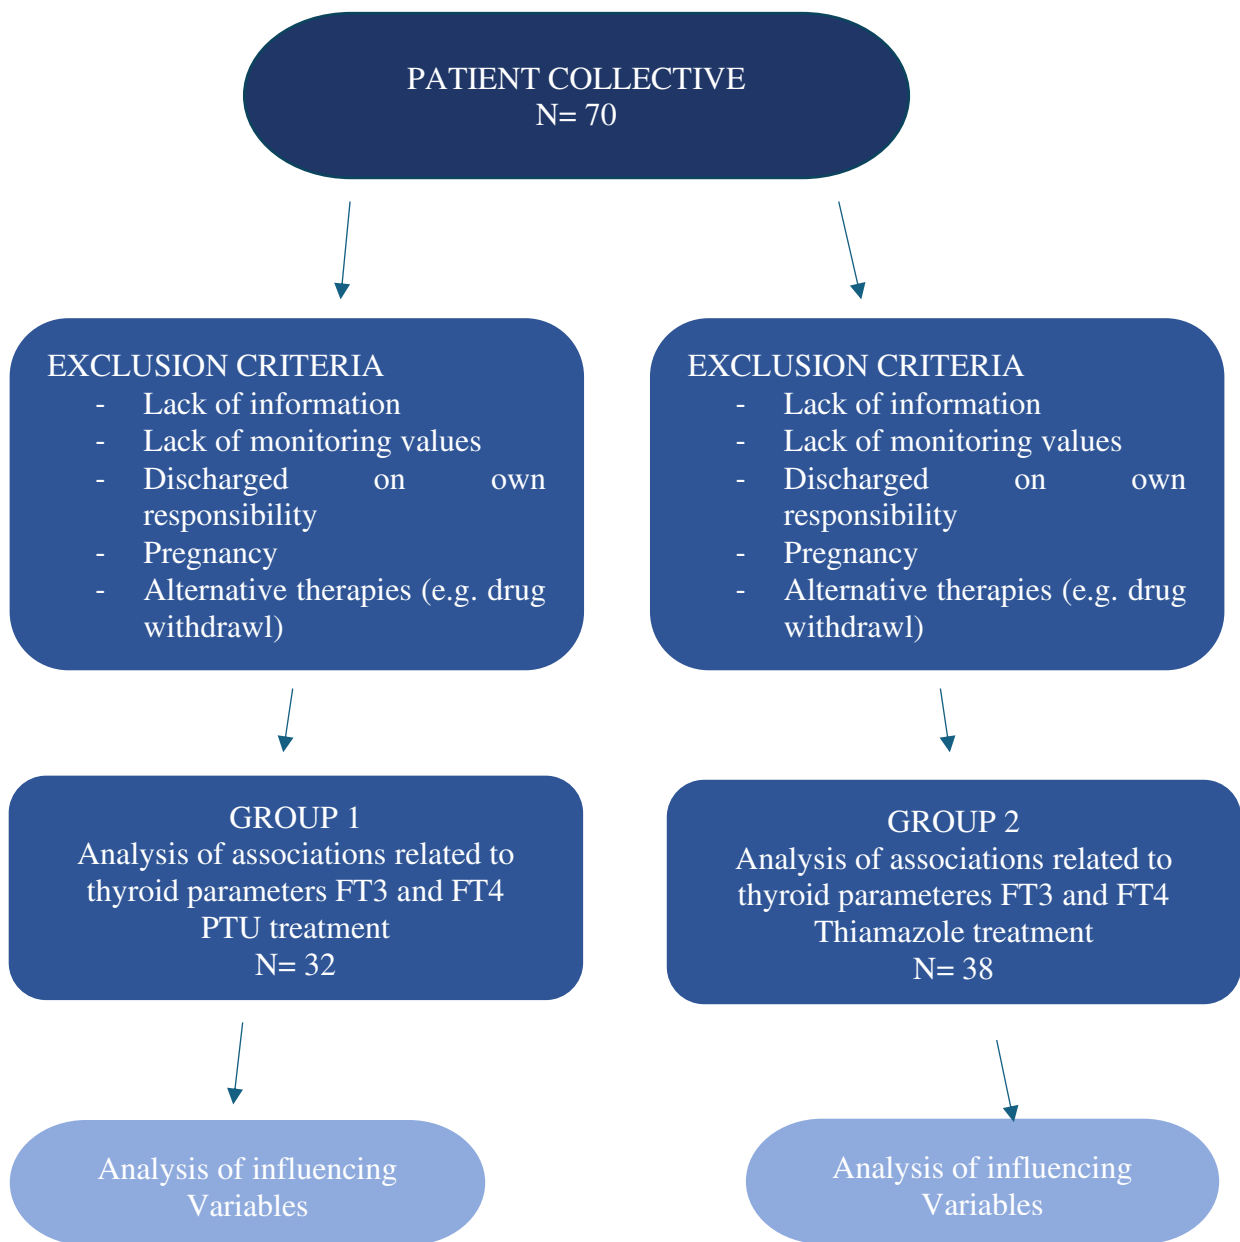 PATIENT COLLECTIVE
N= 70
EXCLUSION CRITERIA
- Lack of information
- Lack of monitoring values
- Discharged on own
responsibility
- Pregnancy
- Alternative therapies (e.g. drug
withdrawl)
EXCLUSION CRITERIA
- Lack of information
- Lack of monitoring values
- Discharged on own
responsibility
- Pregnancy
- Alternative therapies (e.g. drug
withdrawl)
GROUP 1
Analysis of associations related to
thyroid parameters FT3 and FT4
PTU treatment
N= 32
GROUP 2
Analysis of associations related to
thyroid parameteres FT3 and FT4
Thiamazole treatment
N= 38
Analysis of influencing
Variables
Analysis of influencing
Variables